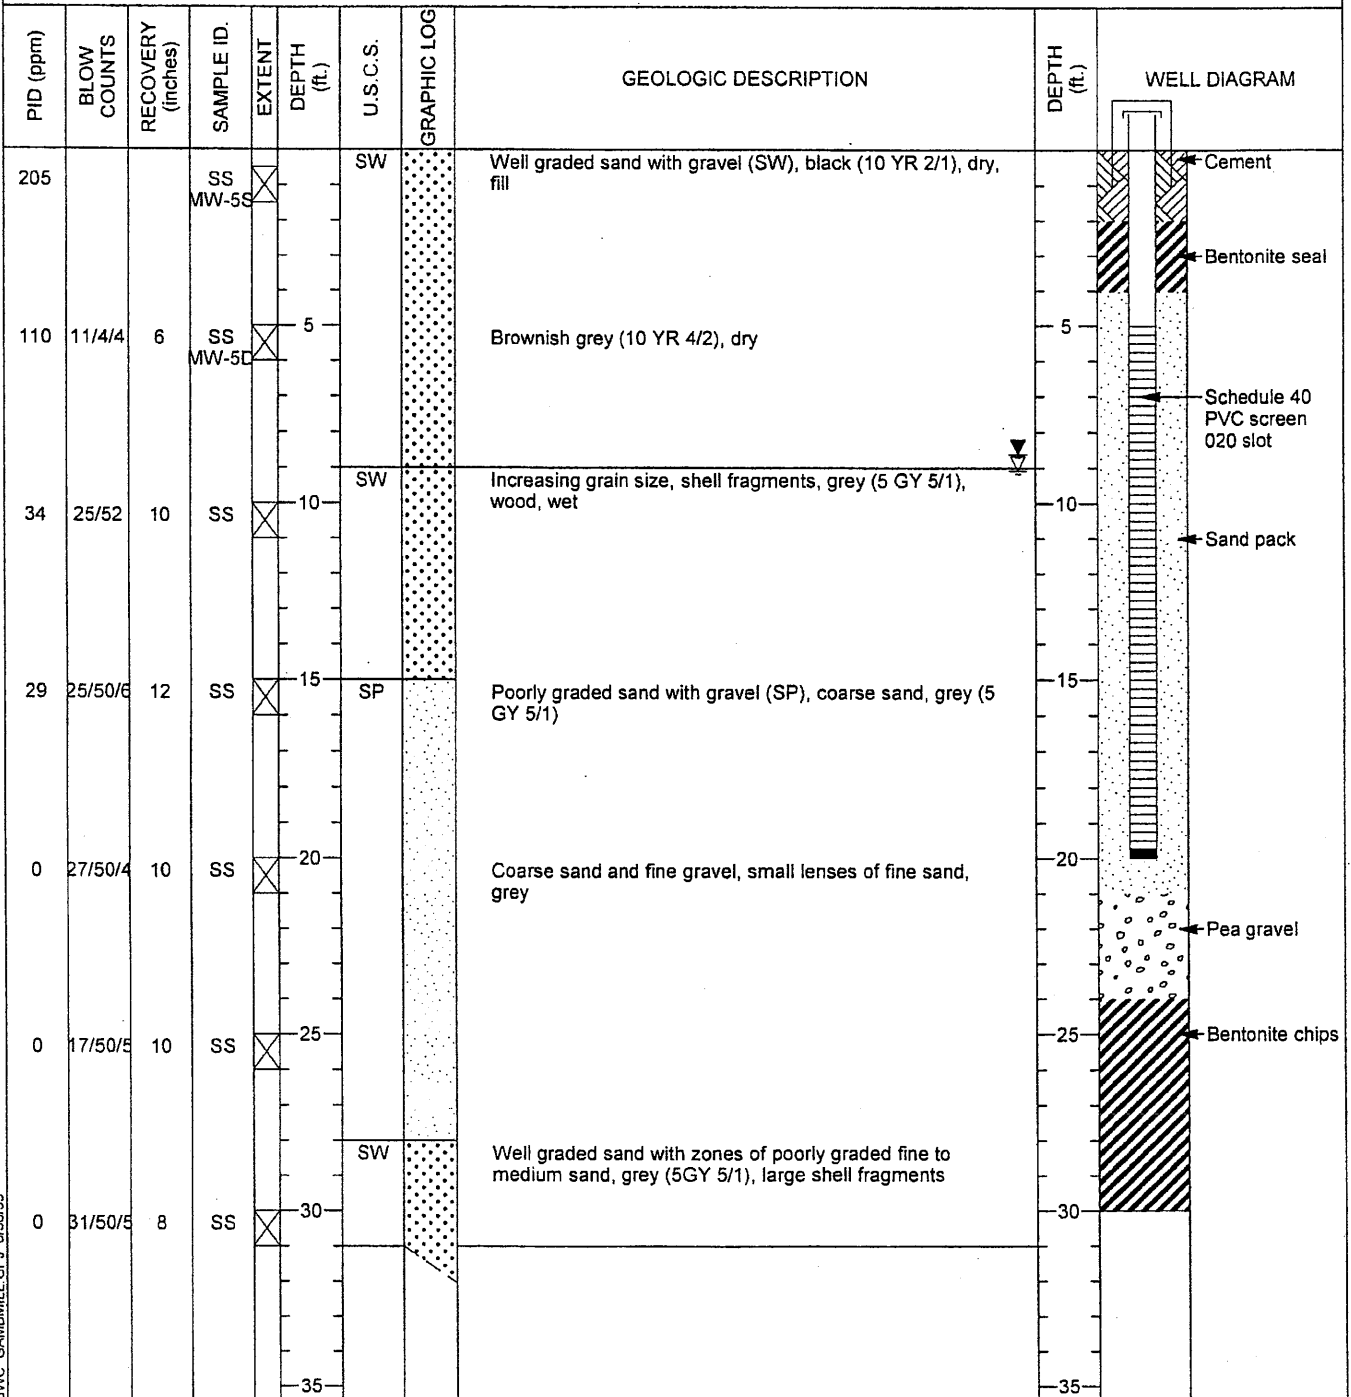 PID (ppm)
BLOW COUNTS
RECOVERY (inches)
SAMPLE ID.
EXTENT
DEPTH (ft.)
U.S.C.S.
GRAPHIC LOG
GEOLOGIC DESCRIPTION
DEPTH (ft.)
WELL DIAGRAM
SW
Well graded sand with gravel (SW), black (10 YR 2/1), dry,
fill
Cement
205
SS
MW-5S
Bentonite seal
5
5
110
11/4/4
6
SS
MW-5D
Brownish grey (10 YR 4/2), dry
Schedule 40
PVC screen
020 slot
SW
Increasing grain size, shell fragments, grey (5 GY 5/1),
wood, wet
10
10
34
25/52
10
SS
Sand pack
15
15
29
25/50/6
12
SS
SP
Poorly graded sand with gravel (SP), coarse sand, grey (5
GY 5/1)
20
20
0
27/50/4
10
SS
Coarse sand and fine gravel, small lenses of fine sand,
grey
Pea gravel
25
25
0
17/50/5
10
SS
Bentonite chips
SW
Well graded sand with zones of poorly graded fine to
medium sand, grey (5GY 5/1), large shell fragments
30
30
0
31/50/5
8
SS
35
35